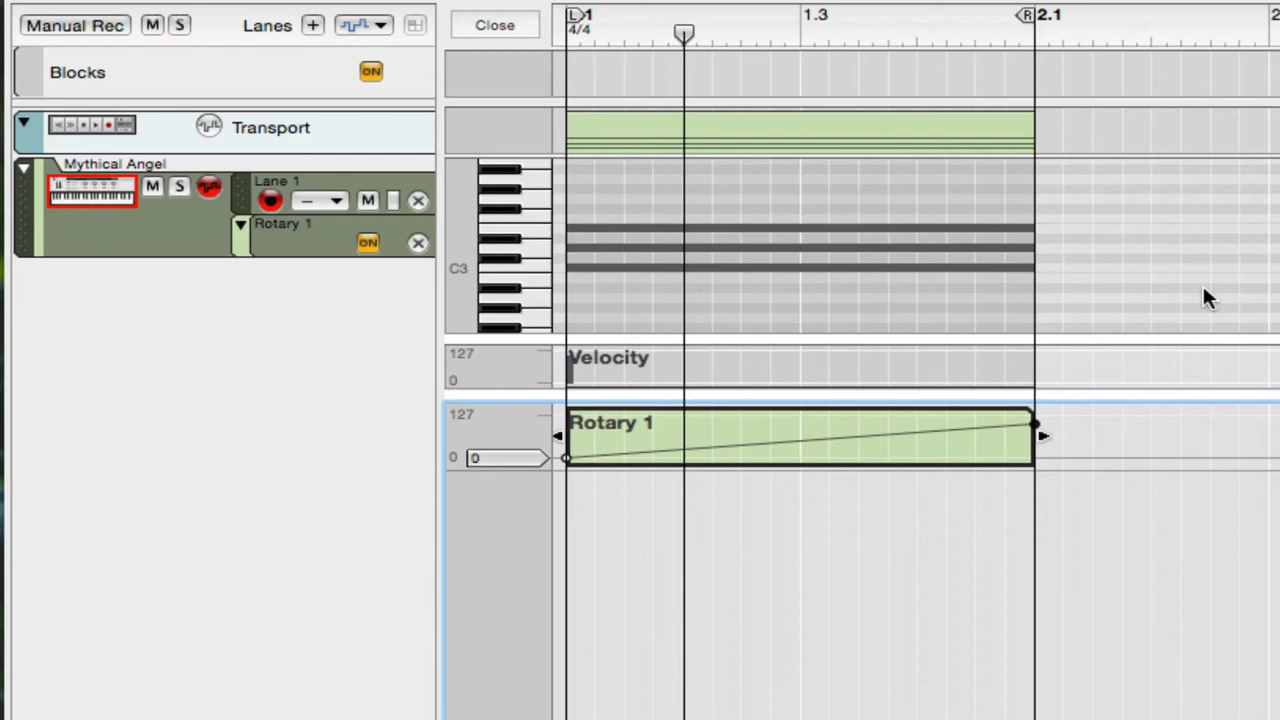 Manual Rec M S Lanes + Close L 1 1.3 R 2.1 2
4/4
Blocks ON
Transport
Mythical Angel
M S Lane 1
— M
Rotary 1
ON
C3
127 Velocity
0
127 Rotary 1
0 0